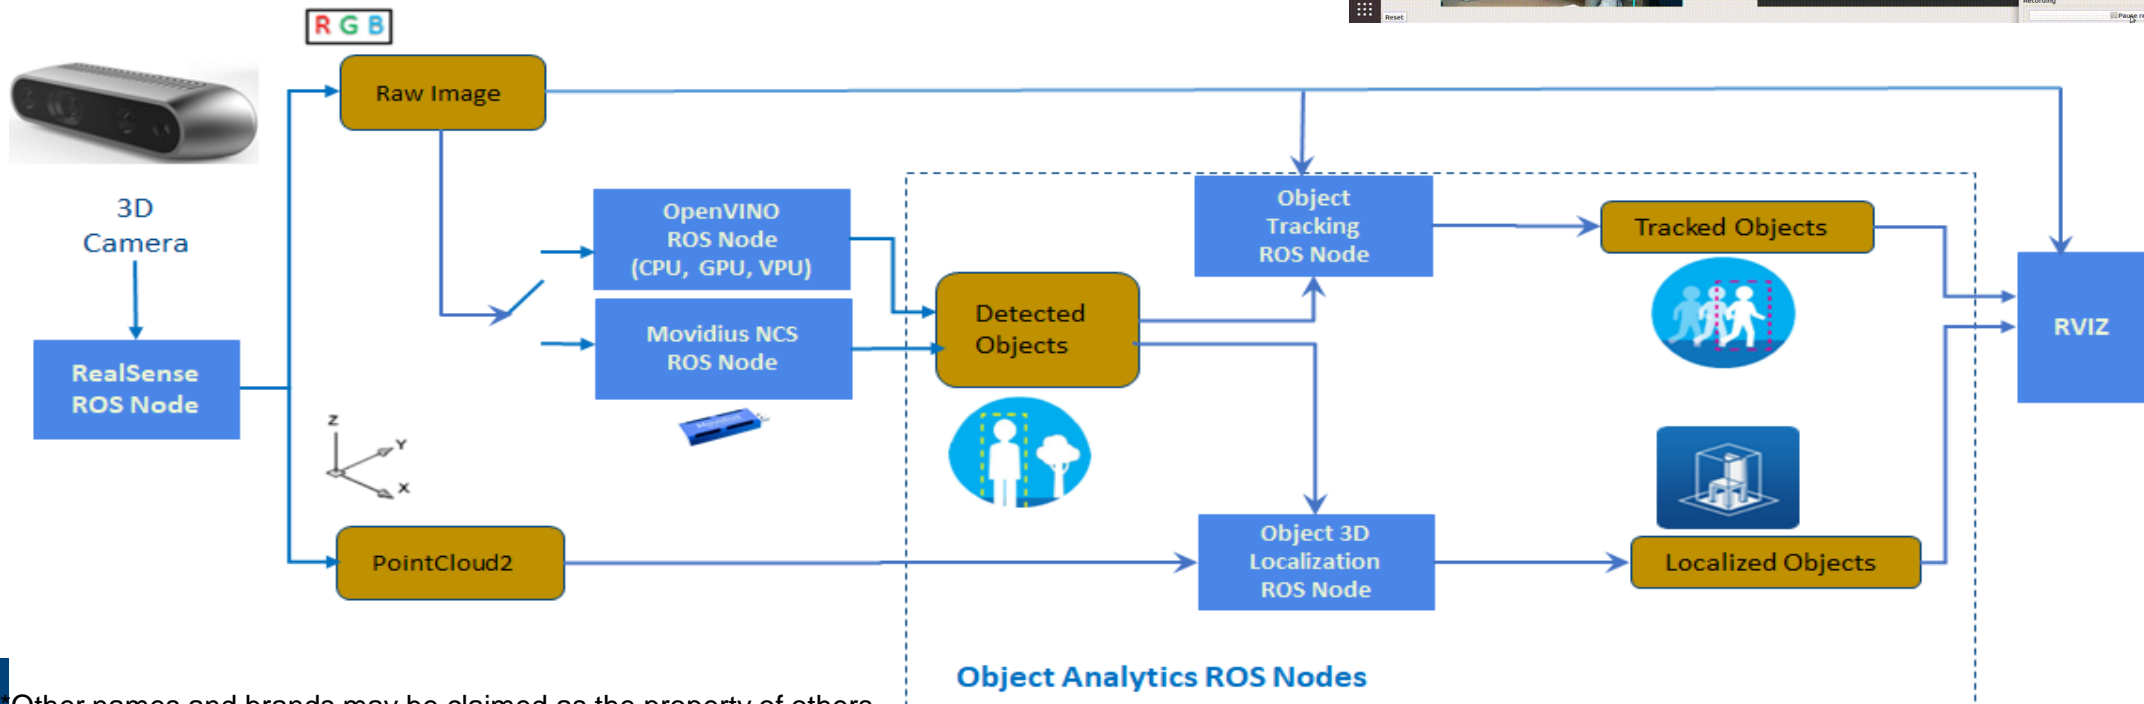 Reset
Recording
R G B
Raw Image
3D
Camera
RealSense
ROS Node
Z
Y
X
PointCloud2
OpenVINO
ROS Node
(CPU, GPU, VPU)
Movidius NCS
ROS Node
Detected
Objects
Object
Tracking
ROS Node
Tracked Objects
Object 3D
Localization
ROS Node
Localized Objects
RVIZ
Object Analytics ROS Nodes
*Other names and brands may be claimed as the property of others